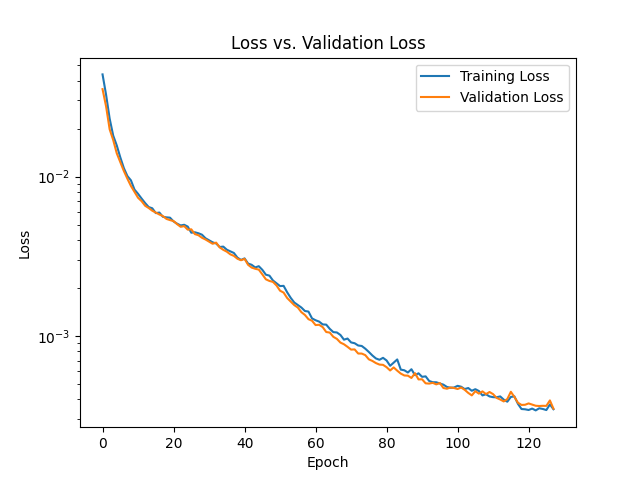 Loss vs. Validation Loss
Training Loss
Validation Loss
10⁻²
10⁻³
Loss
0 20 40 60 80 100 120
Epoch